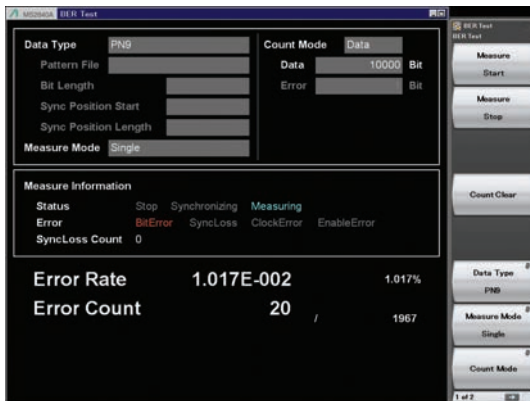 MS2840A BER Test
Data Type PN9
Pattern File
Bit Length
Sync Position Start
Sync Position Length
Measure Mode Single
Count Mode Data
Data 10000 Bit
Error Bit
Measure Information
Status Stop Synchronizing Measuring
Error BitError SyncLoss ClockError EnableError
SyncLoss Count 0
Error Rate 1.017E-002 1.017%
Error Count 20 / 1967
BER Test
BER Test
Measure
Start
Measure
Stop
Count Clear
Data Type
PN9
Measure Mode
Single
Count Mode
1 of 2